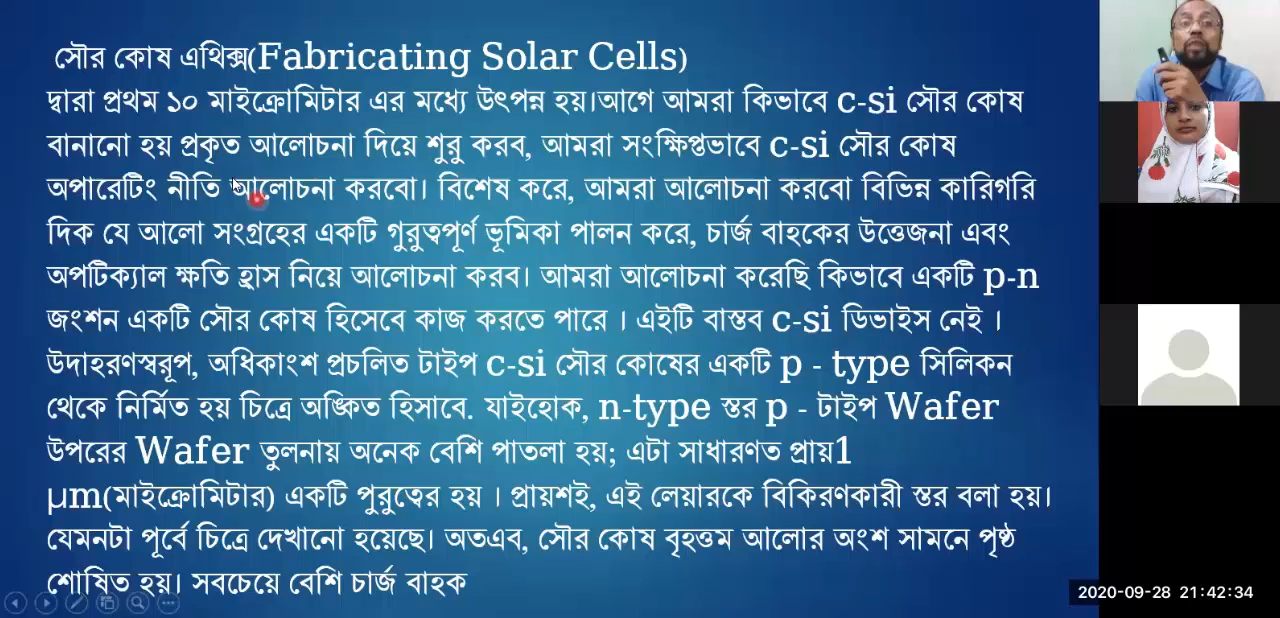 সৌর কোষ এথিক্স(Fabricating Solar Cells)
দ্বারা প্রথম ১০ মাইক্রোমিটার এর মধ্যে উৎপন্ন হয়।আগে আমরা কিভাবে c-si সৌর কোষ
বানানো হয় প্রকৃত আলোচনা দিয়ে শুরু করব, আমরা সংক্ষিপ্তভাবে c-si সৌর কোষ
অপারেটিং নীতি আলোচনা করবো। বিশেষ করে, আমরা আলোচনা করবো বিভিন্ন কারিগরি
দিক যে আলো সংগ্রহের একটি গুরুত্বপূর্ণ ভূমিকা পালন করে, চার্জ বাহকের উত্তেজনা এবং
অপটিক্যাল ক্ষতি হ্রাস নিয়ে আলোচনা করব। আমরা আলোচনা করেছি কিভাবে একটি p-n
জংশন একটি সৌর কোষ হিসেবে কাজ করতে পারে । এইটি বাস্তব c-si ডিভাইস নেই ।
উদাহরণস্বরূপ, অধিকাংশ প্রচলিত টাইপ c-si সৌর কোষের একটি p - type সিলিকন
থেকে নির্মিত হয় চিত্রে অঙ্কিত হিসাবে. যাইহোক, n-type স্তর p - টাইপ Wafer
উপরের Wafer তুলনায় অনেক বেশি পাতলা হয়; এটা সাধারণত প্রায়1
μm(মাইক্রোমিটার) একটি পুরুত্বের হয় । প্রায়শই, এই লেয়ারকে বিকিরণকারী স্তর বলা হয়।
যেমনটা পূর্বে চিত্রে দেখানো হয়েছে। অতএব, সৌর কোষ বৃহত্তম আলোর অংশ সামনে পৃষ্ঠ
শোষিত হয়। সবচেয়ে বেশি চার্জ বাহক
2020-09-28 21:42:34